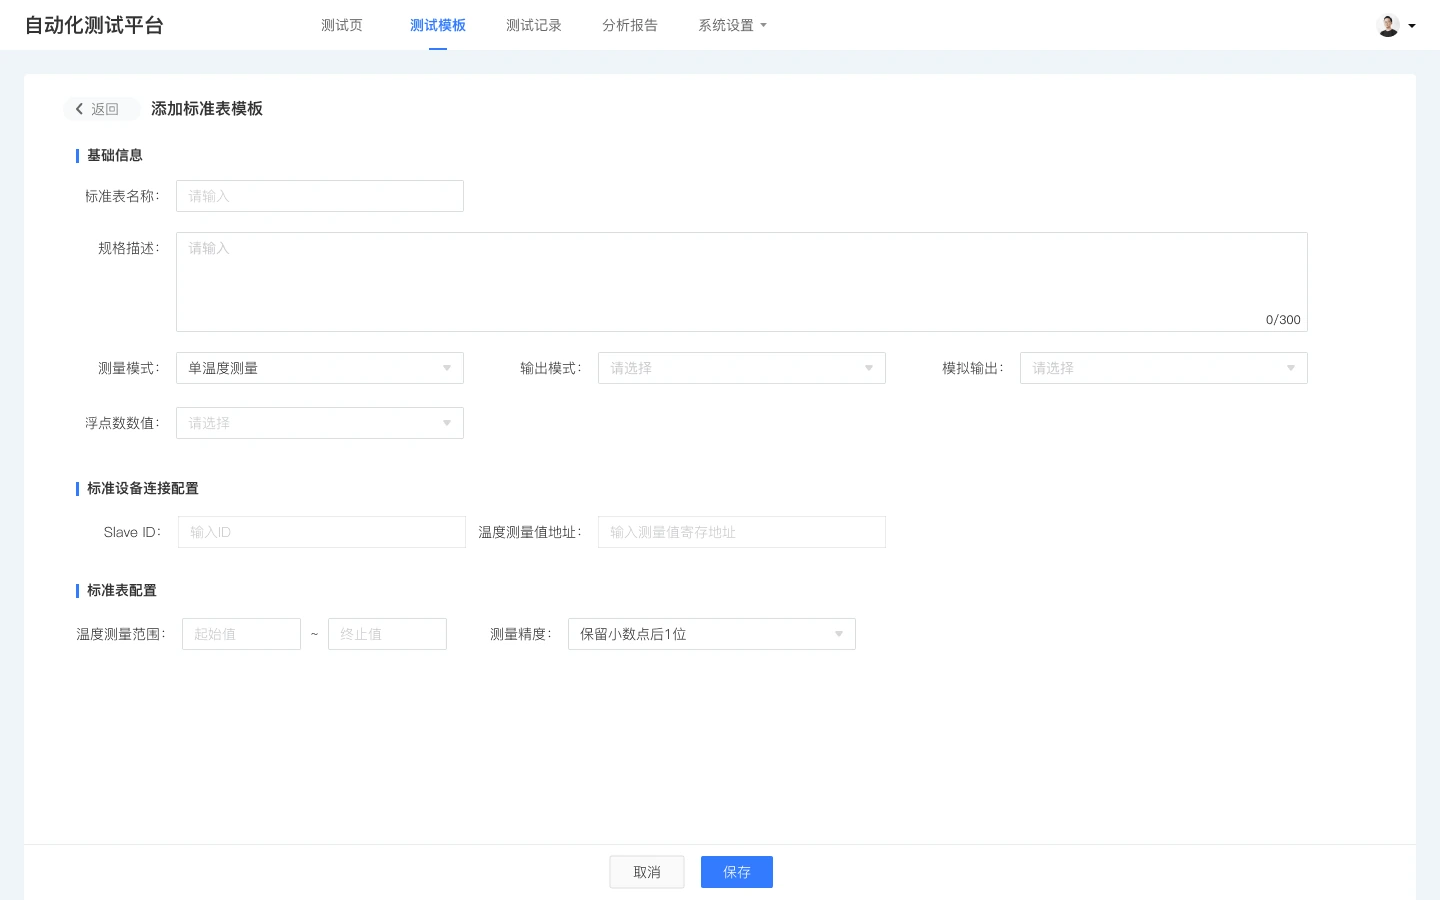 自动化测试平台 测试页 测试模板 测试记录 分析报告 系统设置
返回 添加标准表模板
基础信息
标准表名称： 请输入
规格描述： 请输入
0/300
测量模式： 单温度测量 输出模式： 请选择 模拟输出： 请选择
浮点数数值： 请选择
标准设备连接配置
Slave ID： 输入ID 温度测量值地址： 输入测量值寄存地址
标准表配置
温度测量范围： 起始值 ~ 终止值 测量精度： 保留小数点后1位
取消 保存